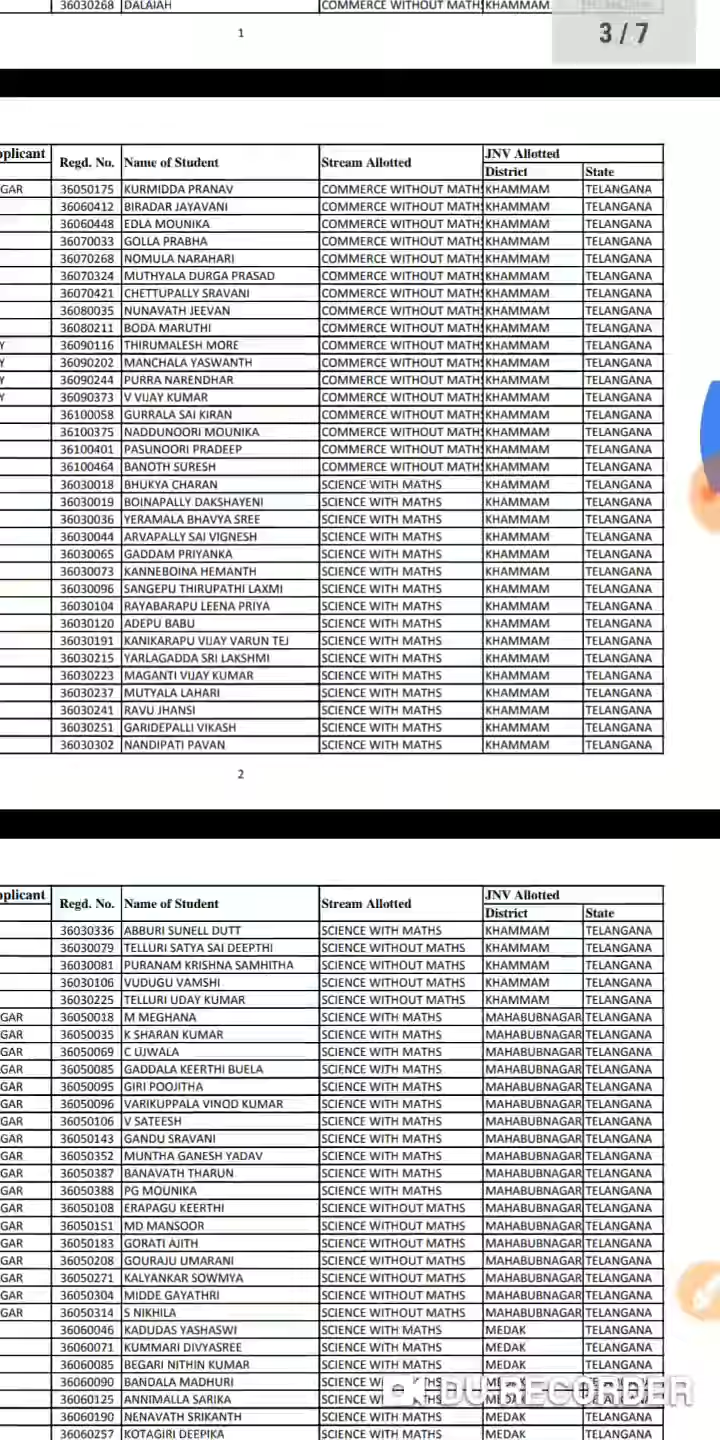 36030268 DALAIAH COMMERCE WITHOUT MATHS KHAMMAM
1
3 / 7
pplicant Regd. No. Name of Student Stream Allotted JNV Allotted
District State
GAR 36050175 KURMIDDA PRANAV COMMERCE WITHOUT MATHS KHAMMAM TELANGANA
36060412 BIRADAR JAYAVANI COMMERCE WITHOUT MATHS KHAMMAM TELANGANA
36060448 EDLA MOUNIKA COMMERCE WITHOUT MATHS KHAMMAM TELANGANA
36070033 GOLLA PRABHA COMMERCE WITHOUT MATHS KHAMMAM TELANGANA
36070268 NOMULA NARAHARI COMMERCE WITHOUT MATHS KHAMMAM TELANGANA
36070324 MUTHYALA DURGA PRASAD COMMERCE WITHOUT MATHS KHAMMAM TELANGANA
36070421 CHETTUPALLY SRAVANI COMMERCE WITHOUT MATHS KHAMMAM TELANGANA
36080035 NUNAVATH JEEVAN COMMERCE WITHOUT MATHS KHAMMAM TELANGANA
36080211 BODA MARUTHI COMMERCE WITHOUT MATHS KHAMMAM TELANGANA
Y 36090116 THIRUMALESH MORE COMMERCE WITHOUT MATHS KHAMMAM TELANGANA
Y 36090202 MANCHALA YASWANTH COMMERCE WITHOUT MATHS KHAMMAM TELANGANA
Y 36090244 PURRA NARENDHAR COMMERCE WITHOUT MATHS KHAMMAM TELANGANA
Y 36090373 V VIJAY KUMAR COMMERCE WITHOUT MATHS KHAMMAM TELANGANA
36100058 GURRALA SAI KIRAN COMMERCE WITHOUT MATHS KHAMMAM TELANGANA
36100375 NADDUNOORI MOUNIKA COMMERCE WITHOUT MATHS KHAMMAM TELANGANA
36100401 PASUNOORI PRADEEP COMMERCE WITHOUT MATHS KHAMMAM TELANGANA
36100464 BANOTH SURESH COMMERCE WITHOUT MATHS KHAMMAM TELANGANA
36030018 BHUKYA CHARAN SCIENCE WITH MATHS KHAMMAM TELANGANA
36030019 BOINAPALLY DAKSHAYENI SCIENCE WITH MATHS KHAMMAM TELANGANA
36030036 YERAMALA BHAVYA SREE SCIENCE WITH MATHS KHAMMAM TELANGANA
36030044 ARVAPALLY SAI VIGNESH SCIENCE WITH MATHS KHAMMAM TELANGANA
36030065 GADDAM PRIYANKA SCIENCE WITH MATHS KHAMMAM TELANGANA
36030073 KANNEBOINA HEMANTH SCIENCE WITH MATHS KHAMMAM TELANGANA
36030096 SANGEPU THIRUPATHI LAXMI SCIENCE WITH MATHS KHAMMAM TELANGANA
36030104 RAYABARAPU LEENA PRIYA SCIENCE WITH MATHS KHAMMAM TELANGANA
36030120 ADEPU BABU SCIENCE WITH MATHS KHAMMAM TELANGANA
36030191 KANIKARAPU VIJAY VARUN TEJ SCIENCE WITH MATHS KHAMMAM TELANGANA
36030215 YARLAGADDA SRI LAKSHMI SCIENCE WITH MATHS KHAMMAM TELANGANA
36030223 MAGANTI VIJAY KUMAR SCIENCE WITH MATHS KHAMMAM TELANGANA
36030237 MUTYALA LAHARI SCIENCE WITH MATHS KHAMMAM TELANGANA
36030241 RAVU JHANSI SCIENCE WITH MATHS KHAMMAM TELANGANA
36030251 GARIDEPALLI VIKASH SCIENCE WITH MATHS KHAMMAM TELANGANA
36030302 NANDIPATI PAVAN SCIENCE WITH MATHS KHAMMAM TELANGANA
2
pplicant Regd. No. Name of Student Stream Allotted JNV Allotted
District State
36030336 ABBURI SUNELL DUTT SCIENCE WITH MATHS KHAMMAM TELANGANA
36030079 TELLURI SATYA SAI DEEPTHI SCIENCE WITHOUT MATHS KHAMMAM TELANGANA
36030081 PURANAM KRISHNA SAMHITHA SCIENCE WITHOUT MATHS KHAMMAM TELANGANA
36030106 VUDUGU VAMSHI SCIENCE WITHOUT MATHS KHAMMAM TELANGANA
36030225 TELLURI UDAY KUMAR SCIENCE WITHOUT MATHS KHAMMAM TELANGANA
GAR 36050018 M MEGHANA SCIENCE WITH MATHS MAHABUBNAGAR TELANGANA
GAR 36050035 K SHARAN KUMAR SCIENCE WITH MATHS MAHABUBNAGAR TELANGANA
GAR 36050069 C UJWALA SCIENCE WITH MATHS MAHABUBNAGAR TELANGANA
GAR 36050085 GADDALA KEERTHI BUELA SCIENCE WITH MATHS MAHABUBNAGAR TELANGANA
GAR 36050095 GIRI POOJITHA SCIENCE WITH MATHS MAHABUBNAGAR TELANGANA
GAR 36050096 VARIKUPPALA VINOD KUMAR SCIENCE WITH MATHS MAHABUBNAGAR TELANGANA
GAR 36050106 V SATEESH SCIENCE WITH MATHS MAHABUBNAGAR TELANGANA
GAR 36050143 GANDU SRAVANI SCIENCE WITH MATHS MAHABUBNAGAR TELANGANA
GAR 36050352 MUNTHA GANESH YADAV SCIENCE WITH MATHS MAHABUBNAGAR TELANGANA
GAR 36050387 BANAVATH THARUN SCIENCE WITH MATHS MAHABUBNAGAR TELANGANA
GAR 36050388 PG MOUNIKA SCIENCE WITH MATHS MAHABUBNAGAR TELANGANA
GAR 36050108 ERAPAGU KEERTHI SCIENCE WITHOUT MATHS MAHABUBNAGAR TELANGANA
GAR 36050151 MD MANSOOR SCIENCE WITHOUT MATHS MAHABUBNAGAR TELANGANA
GAR 36050183 GORATI AJITH SCIENCE WITHOUT MATHS MAHABUBNAGAR TELANGANA
GAR 36050208 GOURAJU UMARANI SCIENCE WITHOUT MATHS MAHABUBNAGAR TELANGANA
GAR 36050271 KALYANKAR SOWMYA SCIENCE WITHOUT MATHS MAHABUBNAGAR TELANGANA
GAR 36050304 MIDDE GAYATHRI SCIENCE WITHOUT MATHS MAHABUBNAGAR TELANGANA
GAR 36050314 S NIKHILA SCIENCE WITHOUT MATHS MAHABUBNAGAR TELANGANA
36060046 KADUDAS YASHASWI SCIENCE WITH MATHS MEDAK TELANGANA
36060071 KUMMARI DIVYASREE SCIENCE WITH MATHS MEDAK TELANGANA
36060085 BEGARI NITHIN KUMAR SCIENCE WITH MATHS MEDAK TELANGANA
36060090 BANDALA MADHURI SCIENCE WITH MATHS MEDAK TELANGANA
36060125 ANNIMALLA SARIKA SCIENCE WITH MATHS MEDAK TELANGANA
36060190 NENAVATH SRIKANTH SCIENCE WITH MATHS MEDAK TELANGANA
36060257 KOTAGIRI DEEPIKA SCIENCE WITH MATHS MEDAK TELANGANA
DU RECORDER